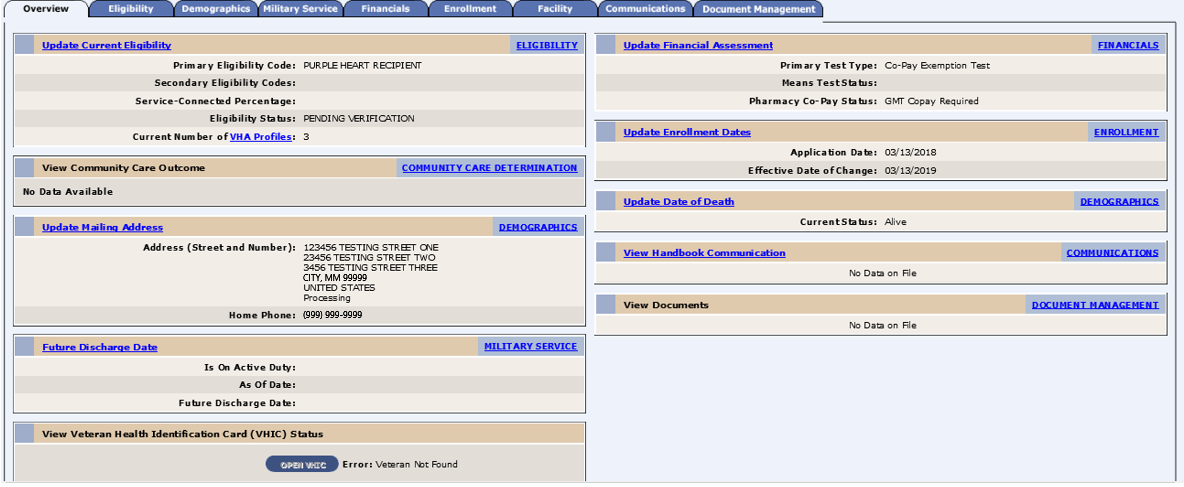 Overview Eligibility Demographics Military Service Financials Enrollment Facility Communications Document Management
Update Current Eligibility ELIGIBILITY
Primary Eligibility Code: PURPLE HEART RECIPIENT
Secondary Eligibility Codes:
Service-Connected Percentage:
Eligibility Status: PENDING VERIFICATION
Current Number of VHA Profiles: 3
View Community Care Outcome COMMUNITY CARE DETERMINATION
No Data Available
Update Mailing Address DEMOGRAPHICS
Address (Street and Number): 123456 TESTING STREET ONE
23456 TESTING STREET TWO
3456 TESTING STREET THREE
CITY, MM 99999
UNITED STATES
Processing
Home Phone: (999) 999-9999
Future Discharge Date MILITARY SERVICE
Is On Active Duty:
As Of Date:
Future Discharge Date:
View Veteran Health Identification Card (VHIC) Status
OPEN VHIC Error: Veteran Not Found
Update Financial Assessment FINANCIALS
Primary Test Type: Co-Pay Exemption Test
Means Test Status:
Pharmacy Co-Pay Status: GMT Copay Required
Update Enrollment Dates ENROLLMENT
Application Date: 03/13/2018
Effective Date of Change: 03/13/2019
Update Date of Death DEMOGRAPHICS
Current Status: Alive
View Handbook Communication COMMUNICATIONS
No Data on File
View Documents DOCUMENT MANAGEMENT
No Data on File